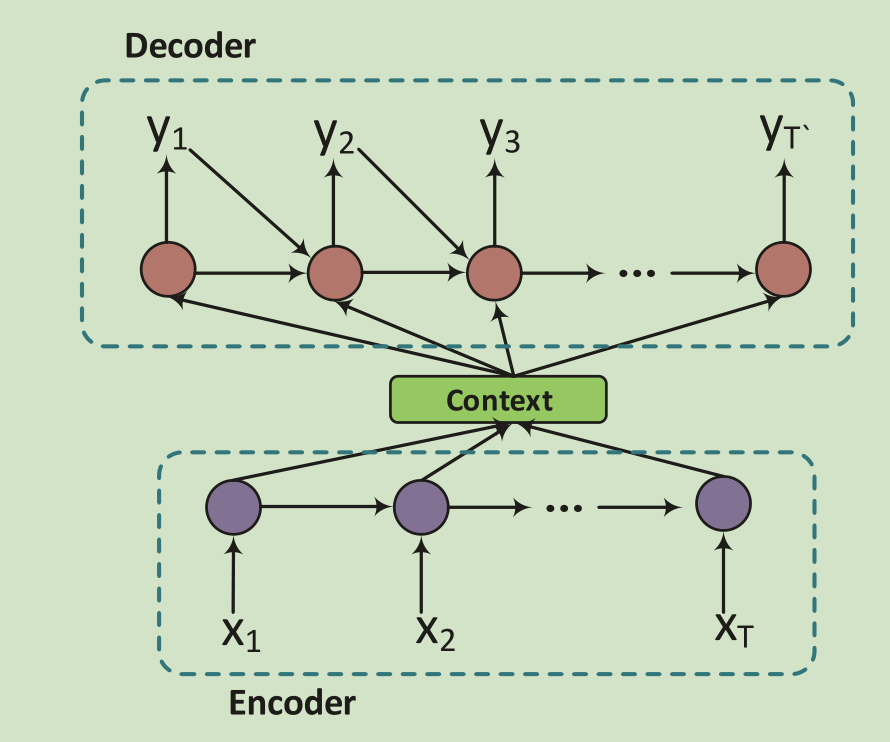 Decoder
y1 y2 y3 yT`
...
Context
...
x1 x2 xT
Encoder